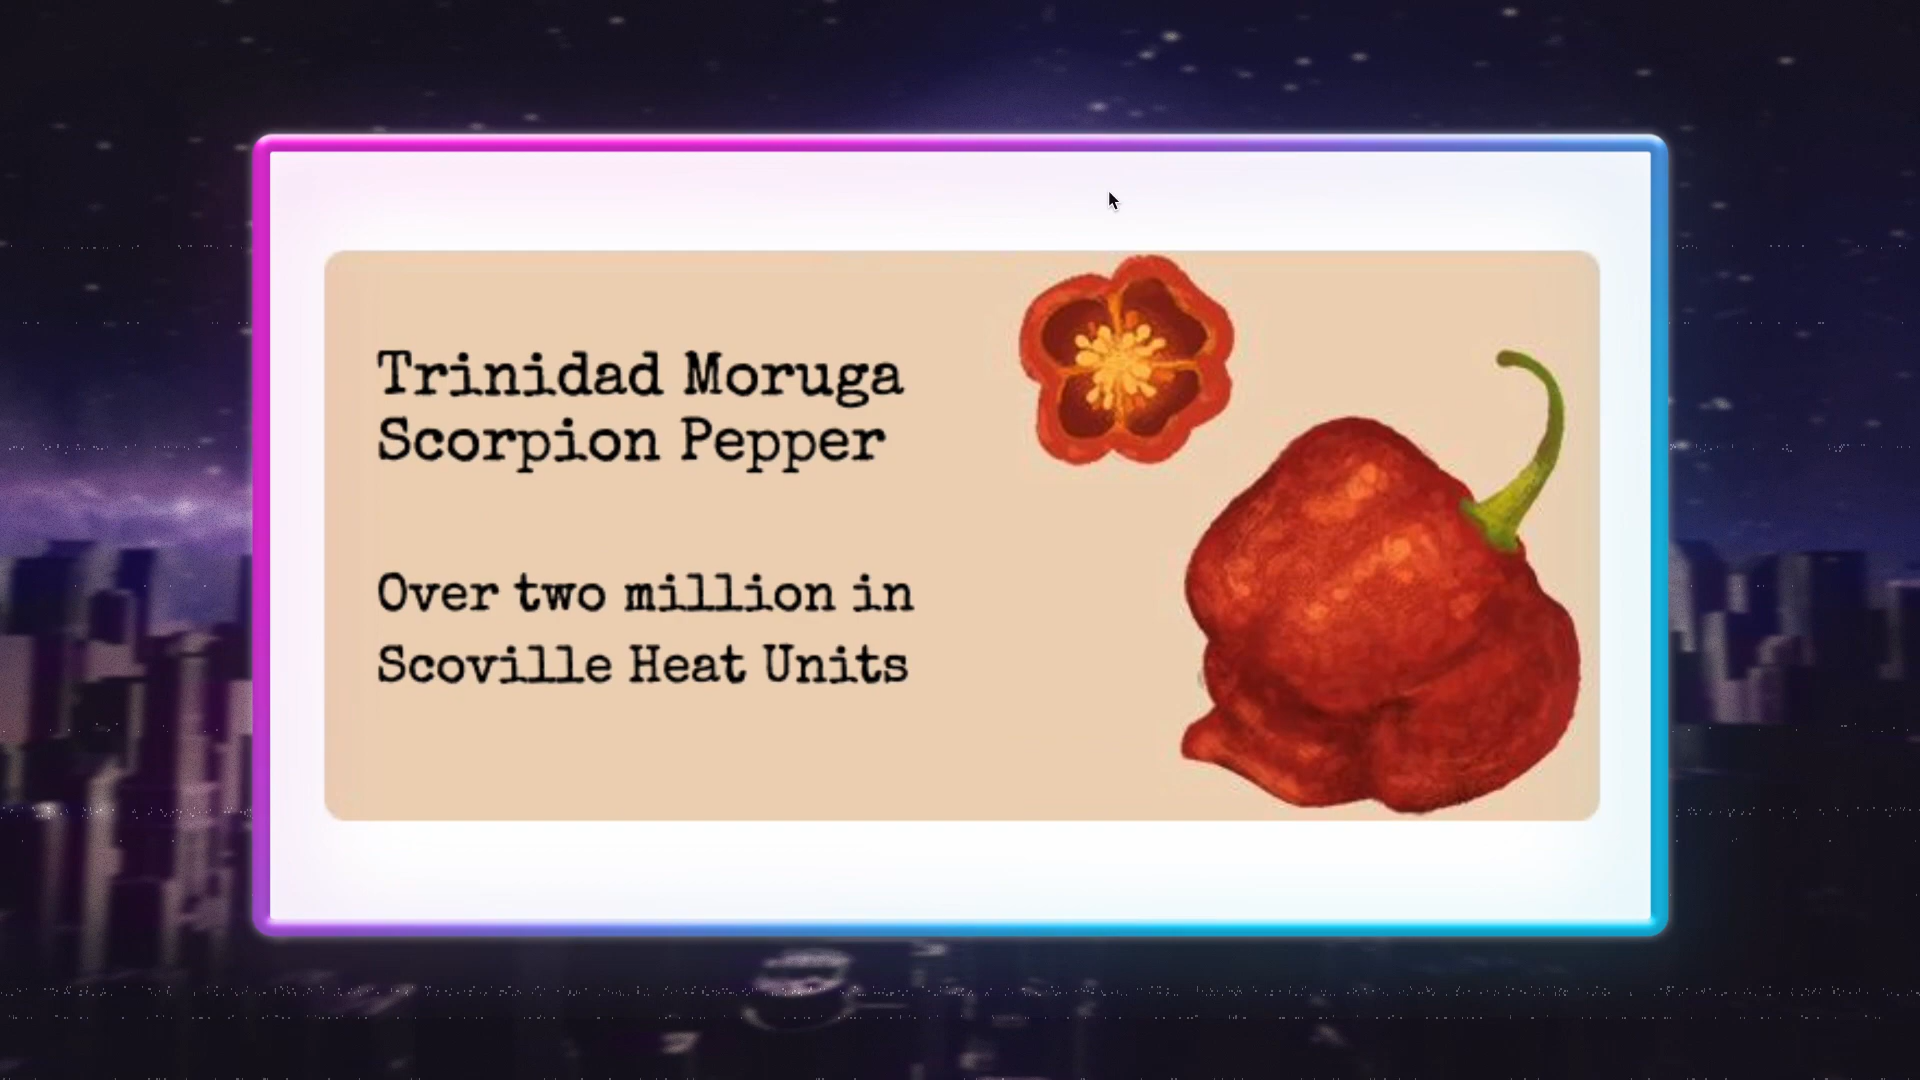 Trinidad Moruga
Scorpion Pepper
Over two million in
Scoville Heat Units